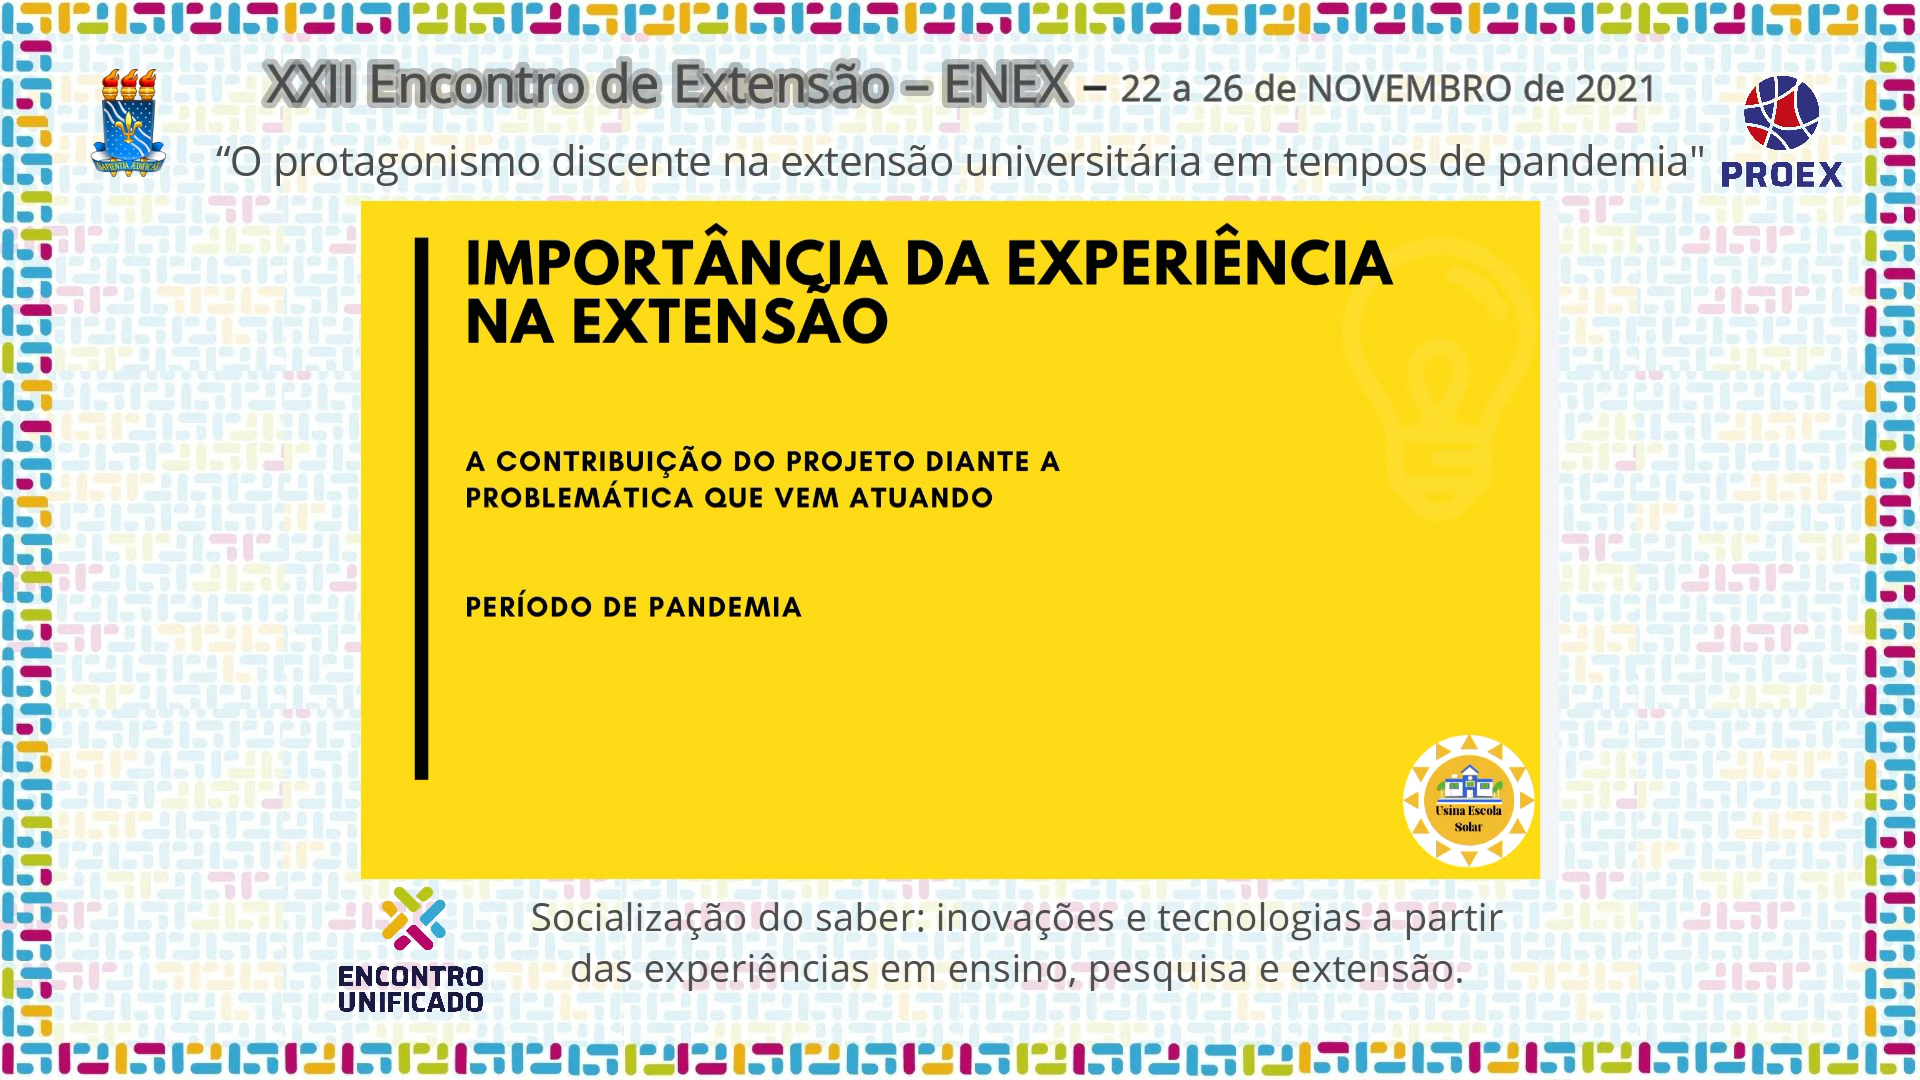 XXII Encontro de Extensão – ENEX – 22 a 26 de NOVEMBRO de 2021
“O protagonismo discente na extensão universitária em tempos de pandemia"
PROEX
IMPORTÂNCIA DA EXPERIÊNCIA
NA EXTENSÃO
A CONTRIBUIÇÃO DO PROJETO DIANTE A
PROBLEMÁTICA QUE VEM ATUANDO
PERÍODO DE PANDEMIA
Usina Escola
Solar
ENCONTRO
UNIFICADO
Socialização do saber: inovações e tecnologias a partir
das experiências em ensino, pesquisa e extensão.